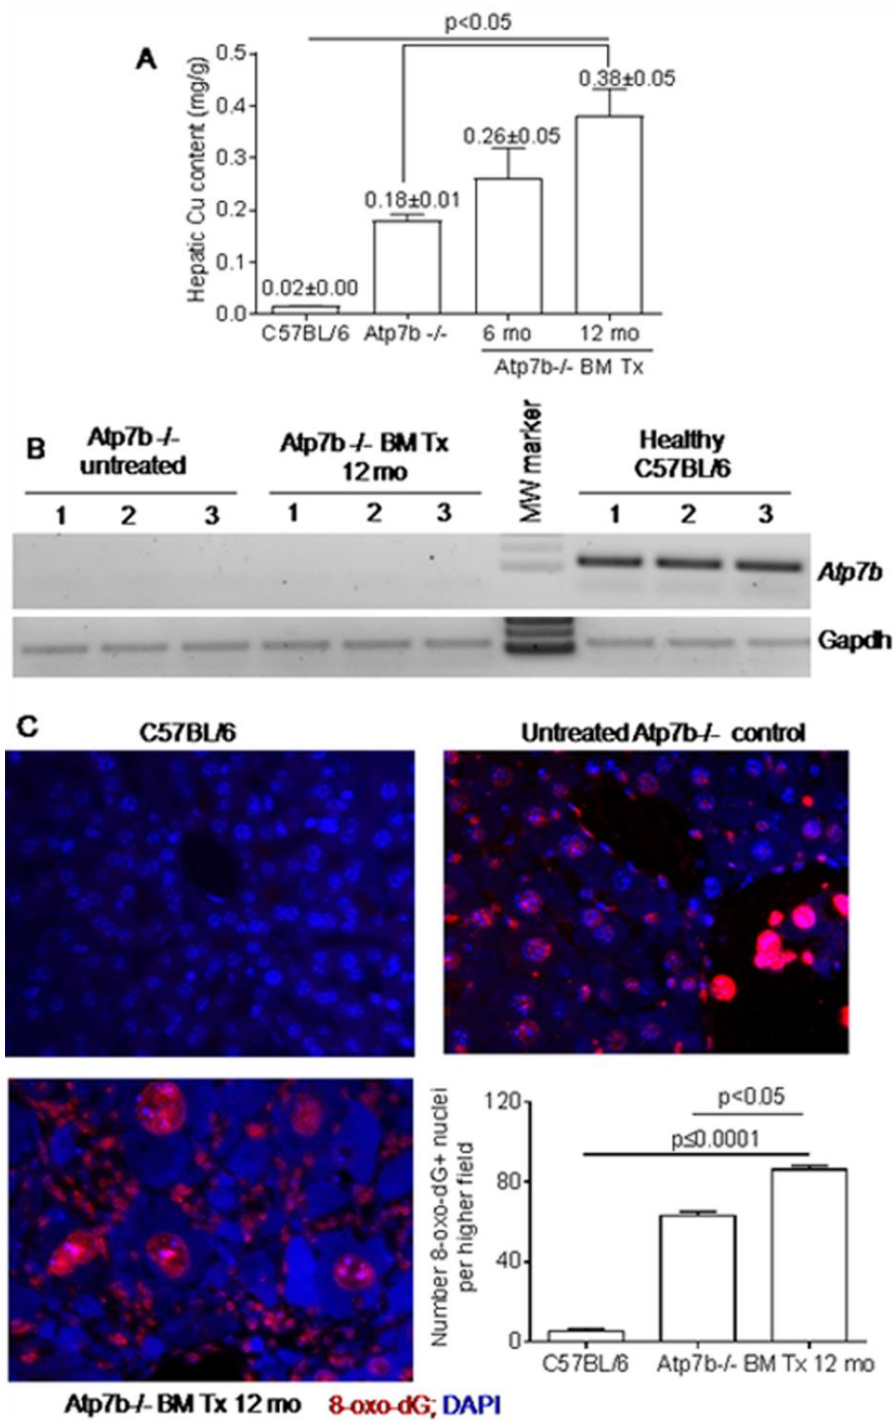 A
p<0.05
Hepatic Cu content (mg/g)
0.5
0.4
0.3
0.2
0.1
0.0
0.02±0.00
0.18±0.01
0.26±0.05
0.38±0.05
C57BL/6 Atp7b -/- 6 mo 12 mo
Atp7b-/- BM Tx
B
Atp7b -/-
untreated
Atp7b -/- BM Tx
12 mo
MW marker
Healthy
C57BL/6
1 2 3 1 2 3 1 2 3
Atp7b
Gapdh
C
C57BL/6
Untreated Atp7b-/- control
Number 8-oxo-dG+ nuclei
per higher field
120
80
40
0
p<0.05
p≤0.0001
C57BL/6 Atp7b-/- BM Tx 12 mo
Atp7b-/- BM Tx 12 mo 8-oxo-dG; DAPI